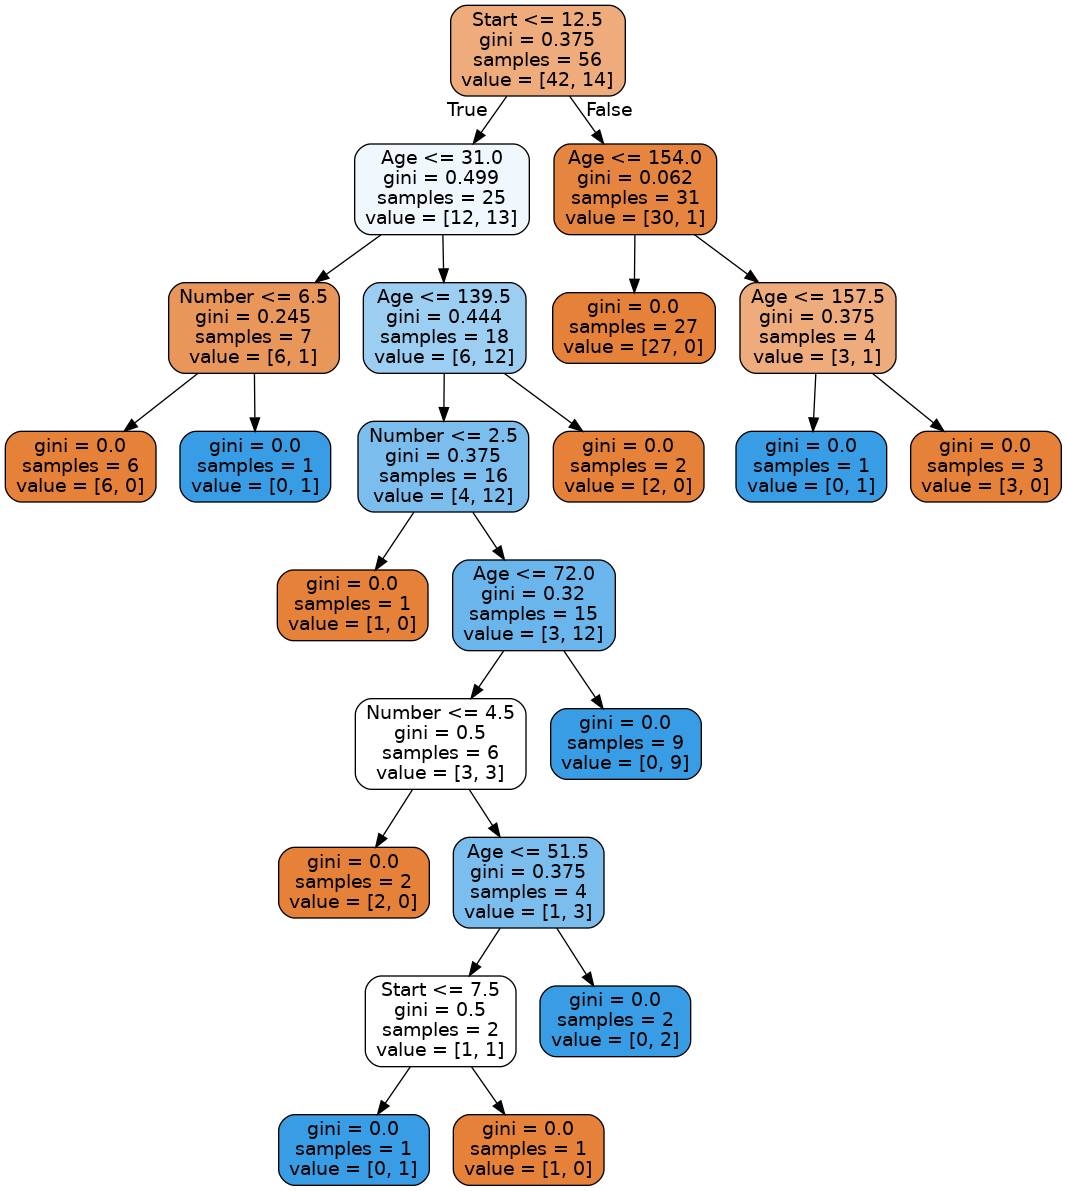 Start <= 12.5
gini = 0.375
samples = 56
value = [42, 14]
True
False
Age <= 31.0
gini = 0.499
samples = 25
value = [12, 13]
Age <= 154.0
gini = 0.062
samples = 31
value = [30, 1]
Number <= 6.5
gini = 0.245
samples = 7
value = [6, 1]
Age <= 139.5
gini = 0.444
samples = 18
value = [6, 12]
gini = 0.0
samples = 27
value = [27, 0]
Age <= 157.5
gini = 0.375
samples = 4
value = [3, 1]
gini = 0.0
samples = 6
value = [6, 0]
gini = 0.0
samples = 1
value = [0, 1]
Number <= 2.5
gini = 0.375
samples = 16
value = [4, 12]
gini = 0.0
samples = 2
value = [2, 0]
gini = 0.0
samples = 1
value = [0, 1]
gini = 0.0
samples = 3
value = [3, 0]
gini = 0.0
samples = 1
value = [1, 0]
Age <= 72.0
gini = 0.32
samples = 15
value = [3, 12]
Number <= 4.5
gini = 0.5
samples = 6
value = [3, 3]
gini = 0.0
samples = 9
value = [0, 9]
gini = 0.0
samples = 2
value = [2, 0]
Age <= 51.5
gini = 0.375
samples = 4
value = [1, 3]
Start <= 7.5
gini = 0.5
samples = 2
value = [1, 1]
gini = 0.0
samples = 2
value = [0, 2]
gini = 0.0
samples = 1
value = [0, 1]
gini = 0.0
samples = 1
value = [1, 0]